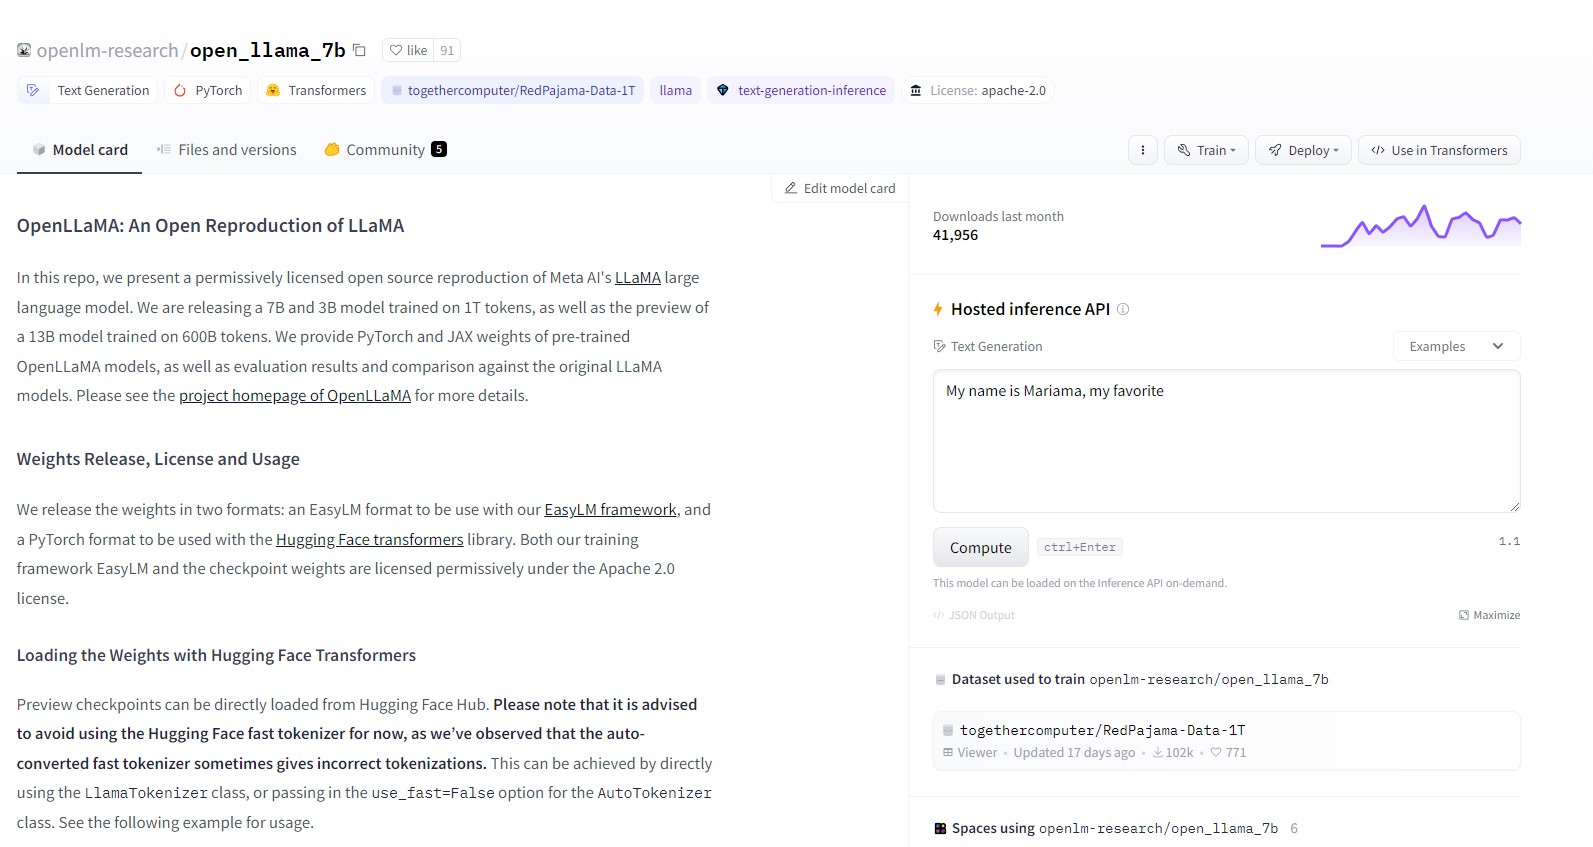 openlm-research/open_llama_7b like 91
Text Generation PyTorch Transformers togethercomputer/RedPajama-Data-1T llama text-generation-inference License: apache-2.0
Model card Files and versions Community 5
Train Deploy </> Use in Transformers
Edit model card
OpenLLaMA: An Open Reproduction of LLaMA
In this repo, we present a permissively licensed open source reproduction of Meta AI's LLaMA large
language model. We are releasing a 7B and 3B model trained on 1T tokens, as well as the preview of
a 13B model trained on 600B tokens. We provide PyTorch and JAX weights of pre-trained
OpenLLaMA models, as well as evaluation results and comparison against the original LLaMA
models. Please see the project homepage of OpenLLaMA for more details.
Weights Release, License and Usage
We release the weights in two formats: an EasyLM format to be use with our EasyLM framework, and
a PyTorch format to be used with the Hugging Face transformers library. Both our training
framework EasyLM and the checkpoint weights are licensed permissively under the Apache 2.0
license.
Loading the Weights with Hugging Face Transformers
Preview checkpoints can be directly loaded from Hugging Face Hub. Please note that it is advised
to avoid using the Hugging Face fast tokenizer for now, as we’ve observed that the auto-
converted fast tokenizer sometimes gives incorrect tokenizations. This can be achieved by directly
using the LlamaTokenizer class, or passing in the use_fast=False option for the AutoTokenizer
class. See the following example for usage.
Downloads last month
41,956
Hosted inference API
Text Generation Examples
My name is Mariama, my favorite
Compute ctrl+Enter 1.1
This model can be loaded on the Inference API on-demand.
</> JSON Output Maximize
Dataset used to train openlm-research/open_llama_7b
togethercomputer/RedPajama-Data-1T
Viewer • Updated 17 days ago • 102k • 771
Spaces using openlm-research/open_llama_7b 6